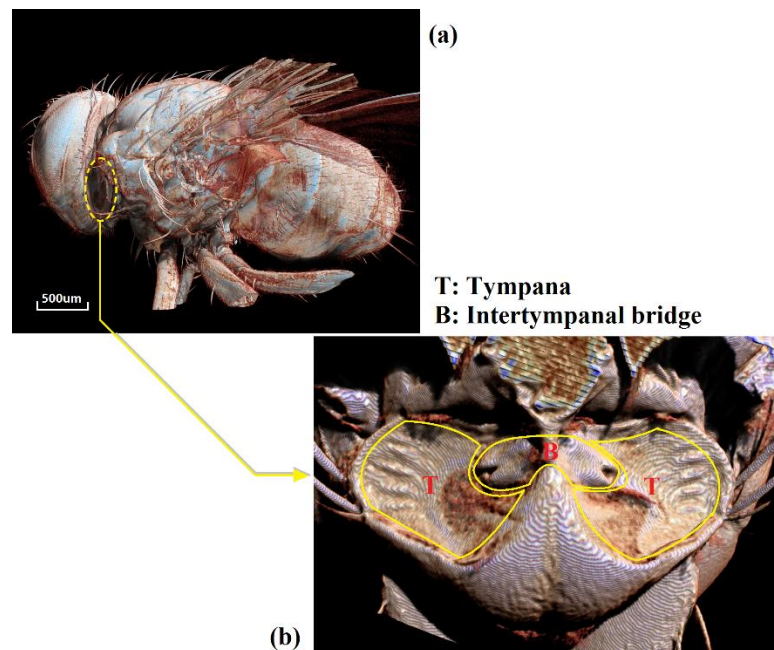 (a)
500um
T: Tympana
B: Intertympanal bridge
B
T
T
(b)